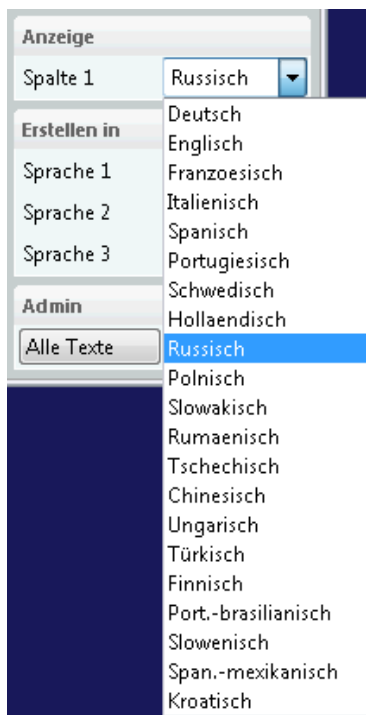 Anzeige
Spalte 1 Russisch
Deutsch
Erstellen in
Englisch
Sprache 1
Franzoesisch
Italienisch
Sprache 2
Spanisch
Sprache 3
Portugiesisch
Schwedisch
Admin
Hollaendisch
Alle Texte
Russisch
Polnisch
Slowakisch
Rumaenisch
Tschechisch
Chinesisch
Ungarisch
Türkisch
Finnisch
Port.-brasilianisch
Slowenisch
Span.-mexikanisch
Kroatisch